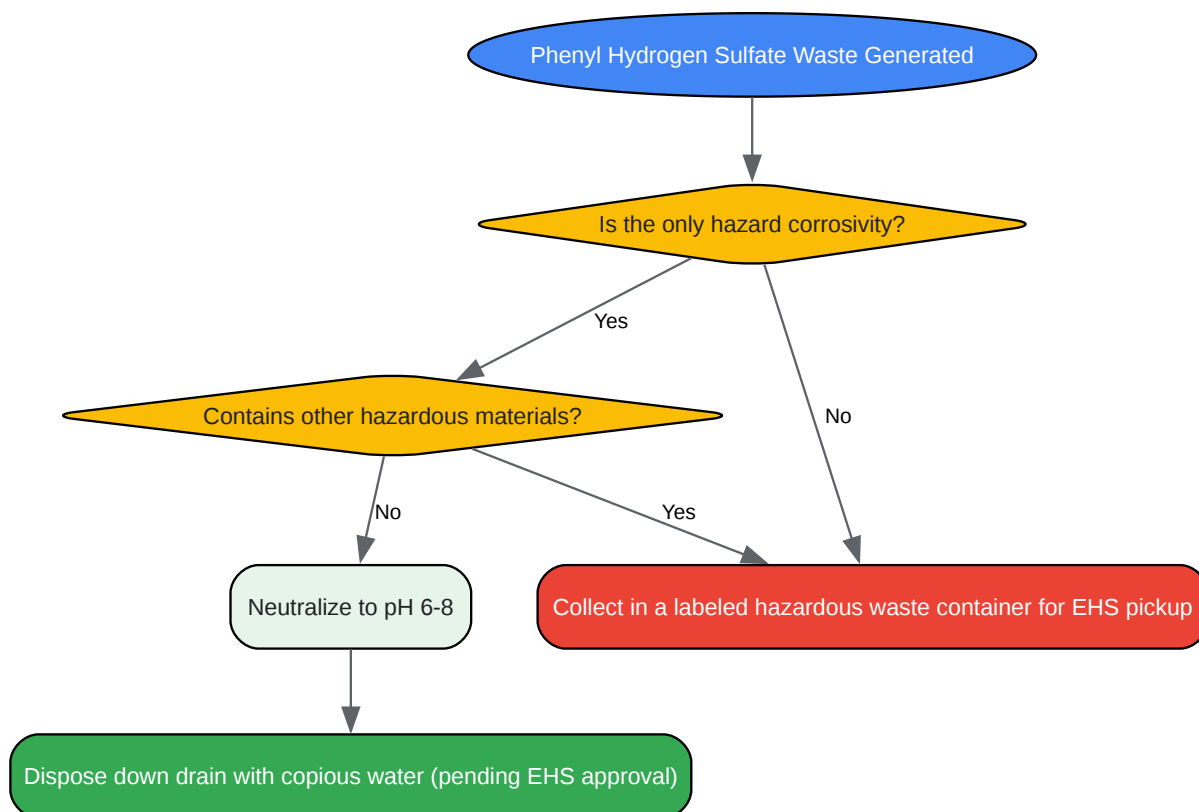 Phenyl Hydrogen Sulfate Waste Generated
Is the only hazard corrosivity?
Yes
No
Contains other hazardous materials?
No
Yes
Neutralize to pH 6-8
Collect in a labeled hazardous waste container for EHS pickup
Dispose down drain with copious water (pending EHS approval)